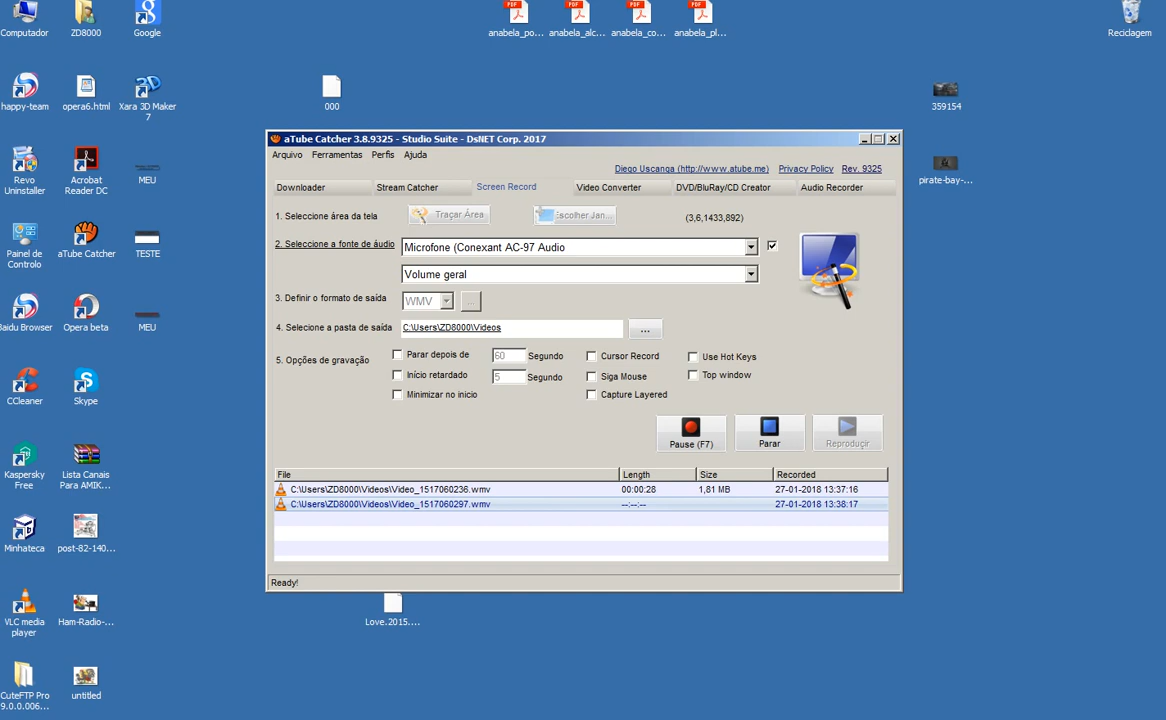 Computador
ZD8000
Google
anabela_po...
anabela_alc...
anabela_co...
anabela_pl...
Reciclagem
happy-team
opera6.html
Xara 3D Maker
7
000
359154
Revo
Uninstaller
Acrobat
Reader DC
MEU
pirate-bay-...
Painel de
Controlo
aTube Catcher
TESTE
Baidu Browser
Opera beta
MEU
CCleaner
Skype
Kaspersky
Free
Lista Canais
Para AMIK...
Minhateca
post-82-140...
VLC media
player
Ham-Radio-...
Love.2015....
CuteFTP Pro
9.0.0.006...
untitled
aTube Catcher 3.8.9325 - Studio Suite - DsNET Corp. 2017
Arquivo Ferramentas Perfis Ajuda
Diego Uscanga (http://www.atube.me) Privacy Policy Rev. 9325
Downloader Stream Catcher Screen Record Video Converter DVD/BluRay/CD Creator Audio Recorder
1. Seleccione área da tela Traçar Área Escolher Jan... (3,6,1433,892)
2. Seleccione a fonte de áudio Microfone (Conexant AC-97 Audio
Volume geral
3. Definir o formato de saída WMV ...
4. Selecione a pasta de saída C:\Users\ZD8000\Videos ...
5. Opções de gravação
Parar depois de 60 Segundo Cursor Record Use Hot Keys
Início retardado 5 Segundo Siga Mouse Top window
Minimizar no inicio Capture Layered
Pause (F7) Parar Reproduçir
File Length Size Recorded
C:\Users\ZD8000\Videos\Video_1517060236.wmv 00:00:28 1,81 MB 27-01-2018 13:37:16
C:\Users\ZD8000\Videos\Video_1517060297.wmv --:--:-- 27-01-2018 13:38:17
Ready!